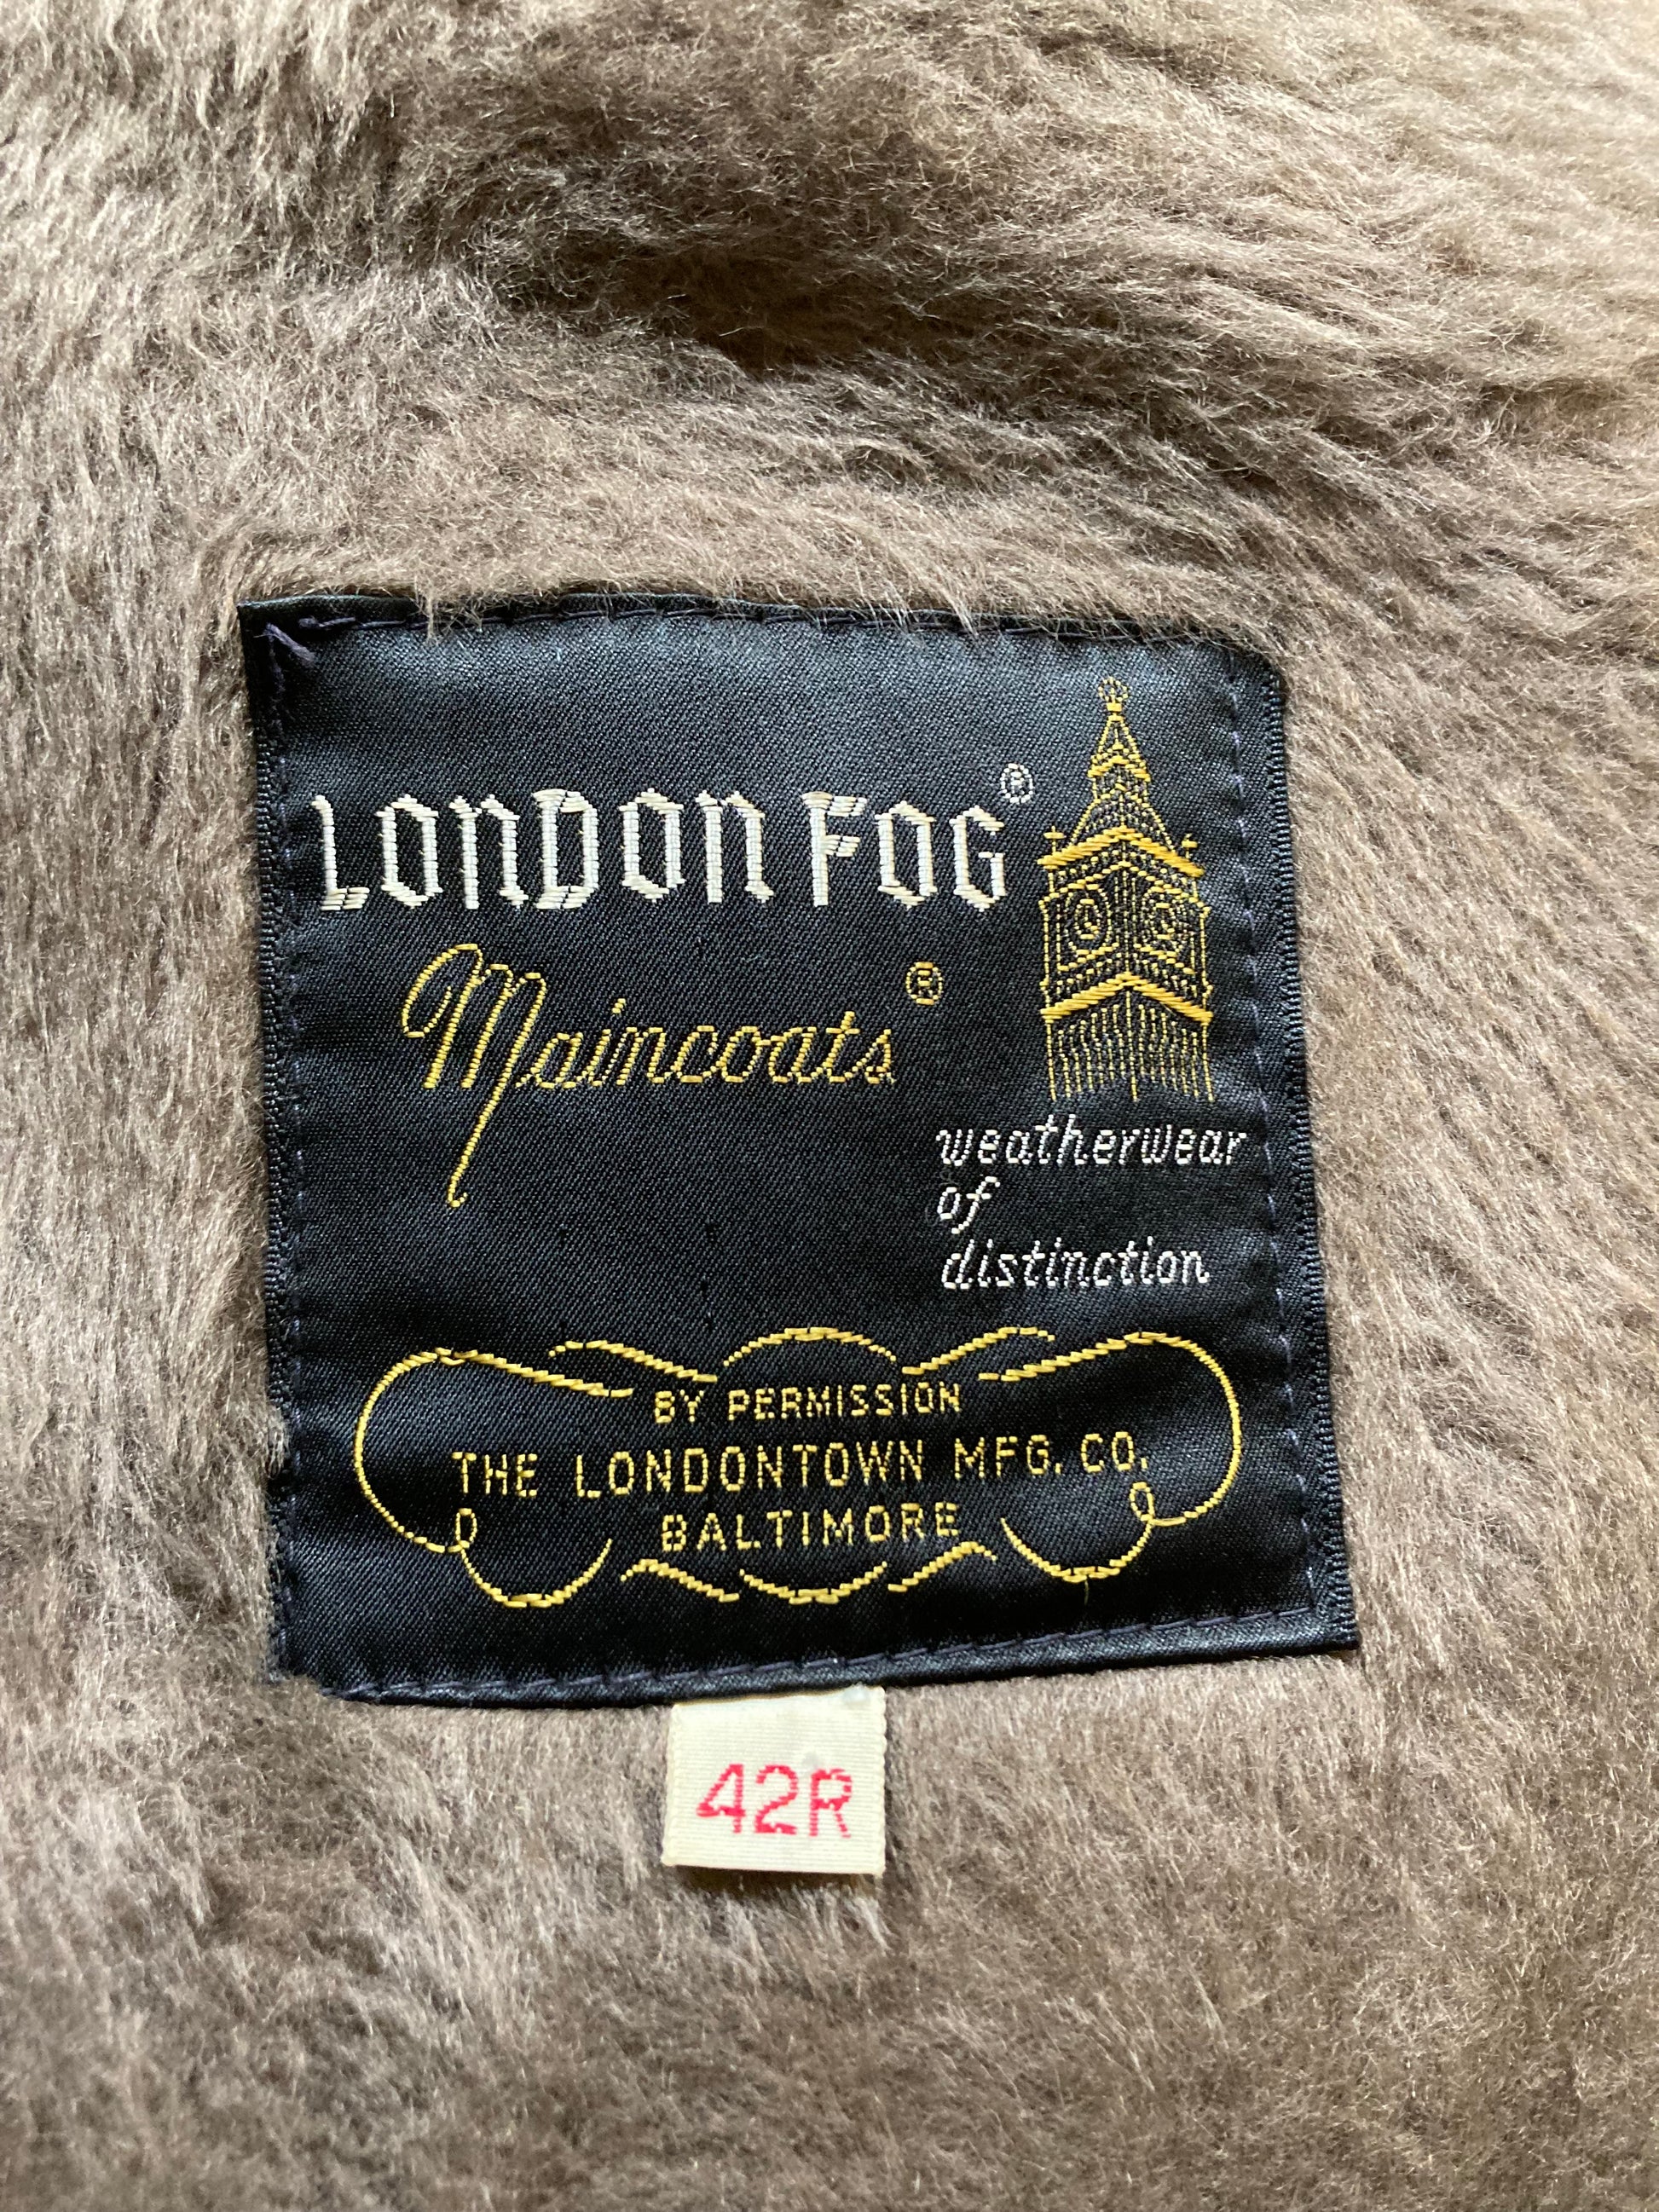 LONDON FOG®
Maincoats®
weatherwear
of
distinction
BY PERMISSION
THE LONDONTOWN MFG. CO.
BALTIMORE
42R